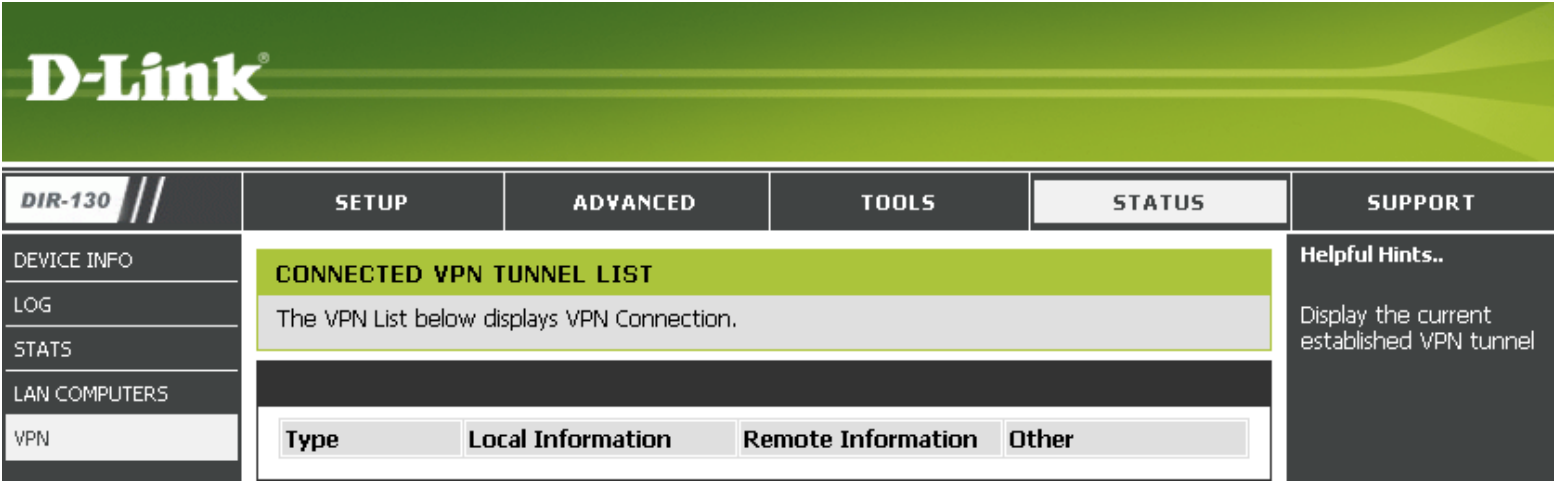 D-Link®
DIR-130
SETUP
ADVANCED
TOOLS
STATUS
SUPPORT
DEVICE INFO
LOG
STATS
LAN COMPUTERS
VPN
CONNECTED VPN TUNNEL LIST
The VPN List below displays VPN Connection.
Type
Local Information
Remote Information
Other
Helpful Hints..
Display the current
established VPN tunnel